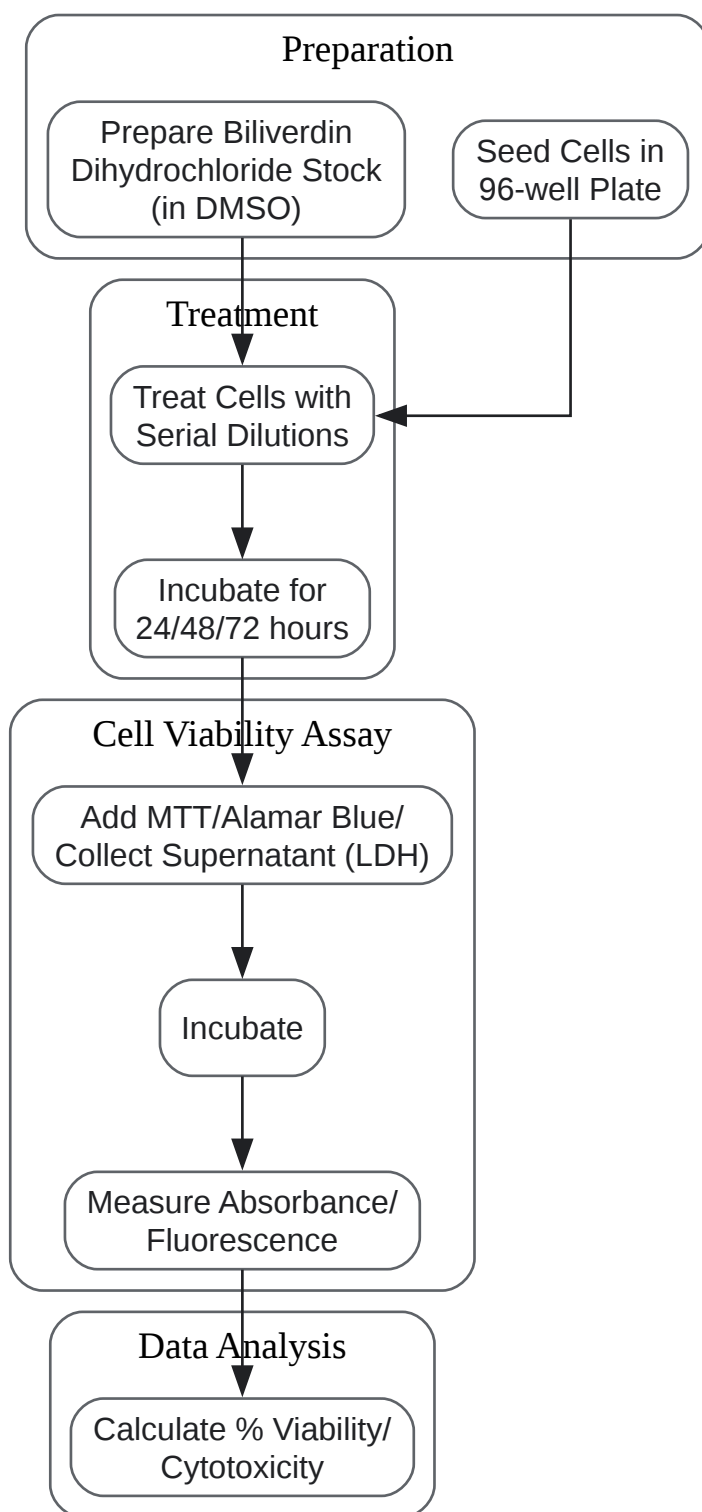 Preparation
Prepare Biliverdin
Dihydrochloride Stock
(in DMSO)
Seed Cells in
96-well Plate
Treatment
Treat Cells with
Serial Dilutions
Incubate for
24/48/72 hours
Cell Viability Assay
Add MTT/Alamar Blue/
Collect Supernatant (LDH)
Incubate
Measure Absorbance/
Fluorescence
Data Analysis
Calculate % Viability/
Cytotoxicity